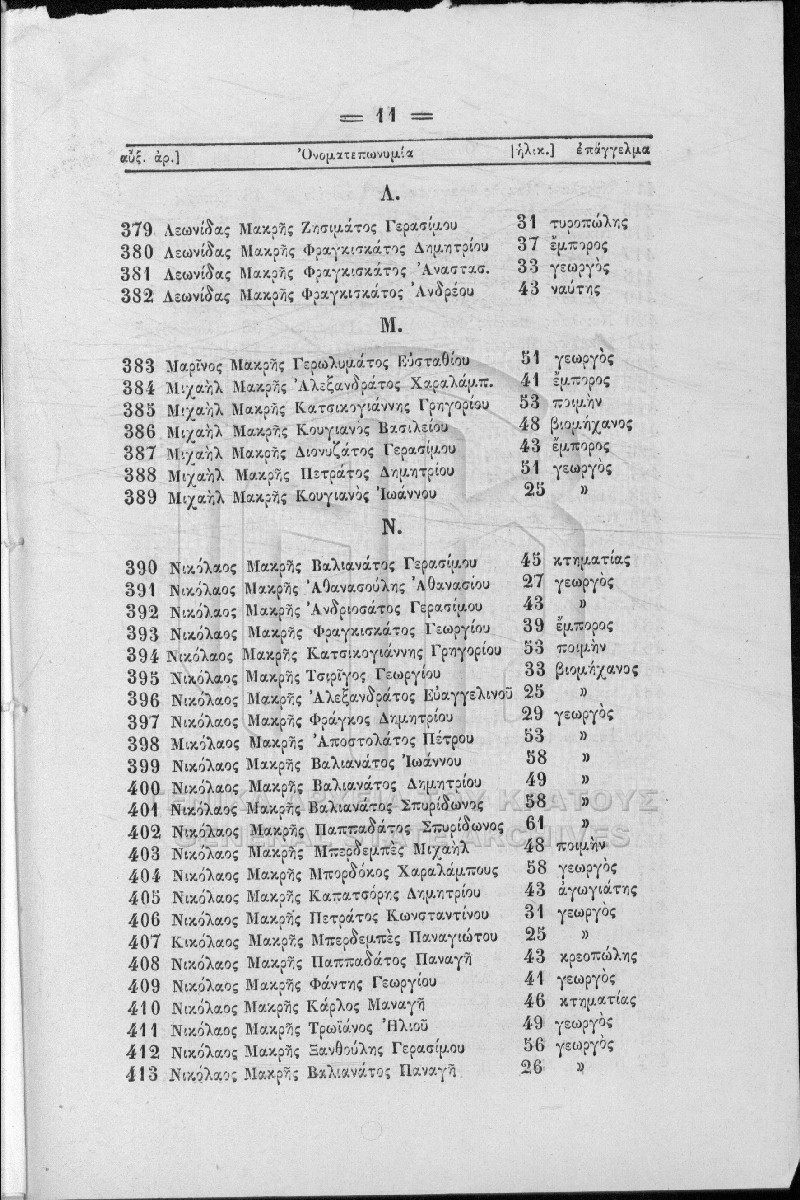 = 11 =
αὔξ. ἀρ.] Ὀνοματεπωνυμία [ἡλικ.] ἐπάγγελμα
Λ.
379 Λεωνίδας Μακρῆς Ζησιμάτος Γερασίμου 31 τυροπώλης
380 Λεωνίδας Μακρῆς Φραγκισκάτος Δημητρίου 37 ἔμπορος
381 Λεωνίδας Μακρῆς Φραγκισκάτος Ἀναστασ. 33 γεωργὸς
382 Λεωνίδας Μακρῆς Φραγκισκάτος Ἀνδρέου 43 ναύτης
Μ.
383 Μαρῖνος Μακρῆς Γερωλυμάτος Εὐσταθίου 51 γεωργὸς
384 Μιχαὴλ Μακρῆς Ἀλεξανδράτος Χαραλάμπ. 41 ἔμπορος
385 Μιχαὴλ Μακρῆς Κατσικογιάννης Γρηγορίου 53 ποιμὴν
386 Μιχαὴλ Μακρῆς Κουγιανὸς Βασιλείου 48 βιομήχανος
387 Μιχαὴλ Μακρῆς Διονυζάτος Γερασίμου 43 ἔμπορος
388 Μιχαὴλ Μακρῆς Πετράτος Δημητρίου 51 γεωργὸς
389 Μιχαὴλ Μακρῆς Κουγιανὸς Ἰωάννου 25 »
Ν.
390 Νικόλαος Μακρῆς Βαλιανάτος Γερασίμου 45 κτηματίας
391 Νικόλαος Μακρῆς Ἀθανασούλης Ἀθανασίου 27 γεωργὸς
392 Νικόλαος Μακρῆς Ἀνδριοσάτος Γερασίμου 43 »
393 Νικόλαος Μακρῆς Φραγκισκάτος Γεωργίου 39 ἔμπορος
394 Νικόλαος Μακρῆς Κατσικογιάννης Γρηγορίου 53 ποιμὴν
395 Νικόλαος Μακρῆς Τσιρῖγος Γεωργίου 33 βιομήχανος
396 Νικόλαος Μακρῆς Ἀλεξανδράτος Εὐαγγελινοῦ 25 »
397 Νικόλαος Μακρῆς Φράγκος Δημητρίου 29 γεωργὸς
398 Μικόλαος Μακρῆς Ἀποστολάτος Πέτρου 53 »
399 Νικόλαος Μακρῆς Βαλιανάτος Ἰωάννου 58 »
400 Νικόλαος Μακρῆς Βαλιανάτος Δημητρίου 49 »
401 Νικόλαος Μακρῆς Βαλιανάτος Σπυρίδωνος 58 »
402 Νικόλαος Μακρῆς Παππαδάτος Σπυρίδωνος 61 »
403 Νικόλαος Μακρῆς Μπερδεμπὲς Μιχαὴλ 48 ποιμὴν
404 Νικόλαος Μακρῆς Μπορδόκος Χαραλάμπους 58 γεωργὸς
405 Νικόλαος Μακρῆς Καπατσόρης Δημητρίου 43 ἀγωγιάτης
406 Νικόλαος Μακρῆς Πετράτος Κωνσταντίνου 31 γεωργὸς
407 Κικόλαος Μακρῆς Μπερδεμπὲς Παναγιώτου 25 »
408 Νικόλαος Μακρῆς Παππαδάτος Παναγῆ 43 κρεοπώλης
409 Νικόλαος Μακρῆς Φάντης Γεωργίου 41 γεωργὸς
410 Νικόλαος Μακρῆς Κάρλος Μαναγῆ 46 κτηματίας
411 Νικόλαος Μακρῆς Τρωϊάνος Ἠλιοῦ 49 γεωργὸς
412 Νικόλαος Μακρῆς Ξανθούλης Γερασίμου 56 γεωργὸς
413 Νικόλαος Μακρῆς Βαλιανάτος Παναγῆ 26 »